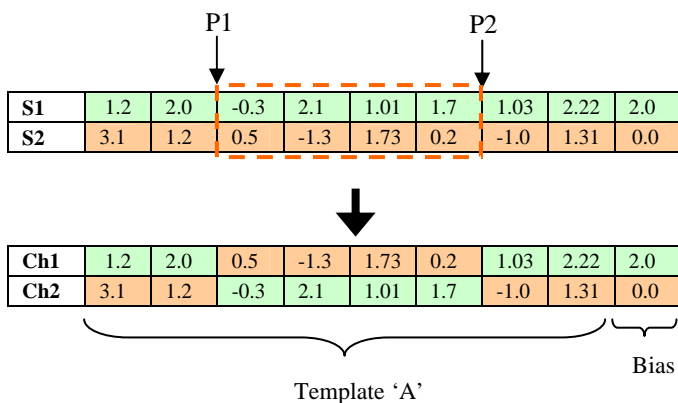 P1 P2
S1 1.2 2.0 -0.3 2.1 1.01 1.7 1.03 2.22 2.0
S2 3.1 1.2 0.5 -1.3 1.73 0.2 -1.0 1.31 0.0
Ch1 1.2 2.0 0.5 -1.3 1.73 0.2 1.03 2.22 2.0
Ch2 3.1 1.2 -0.3 2.1 1.01 1.7 -1.0 1.31 0.0
Bias
Template ‘A’